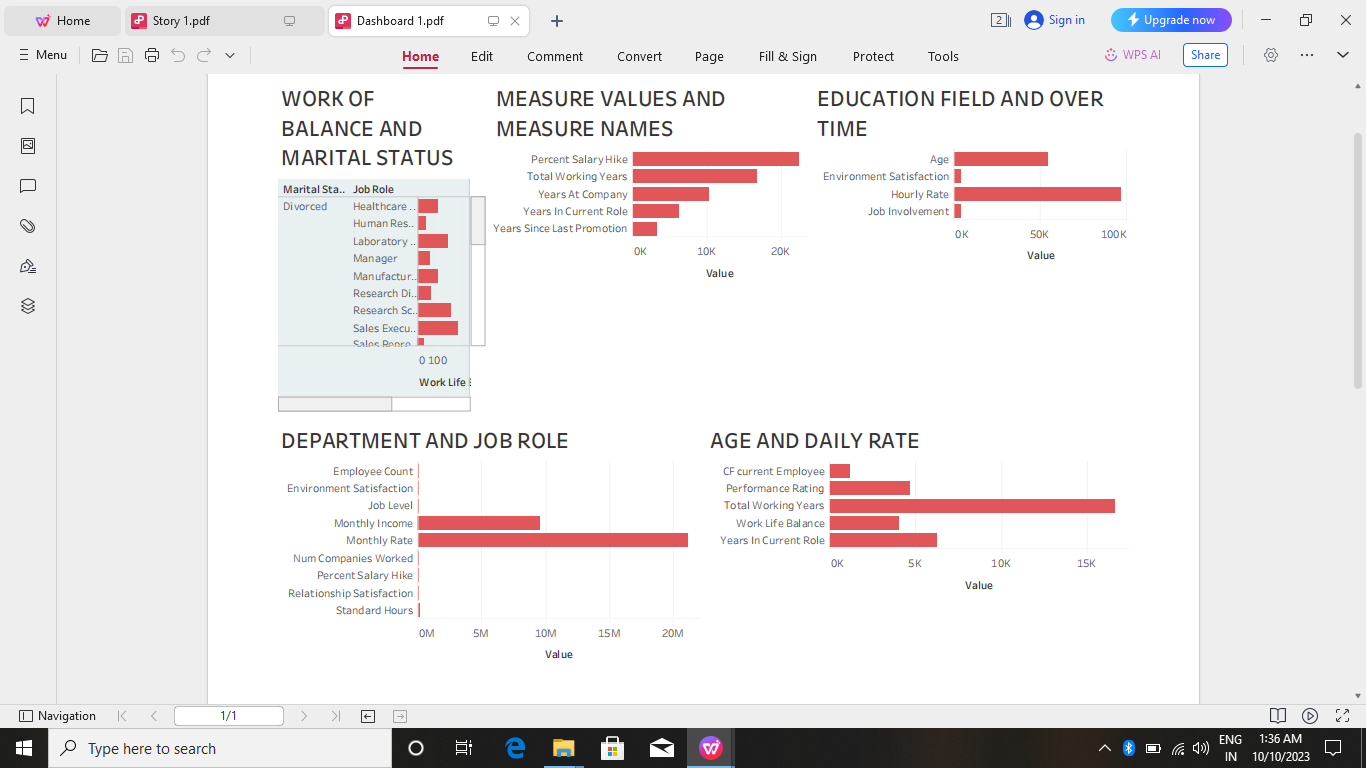 Home
Story 1.pdf
Dashboard 1.pdf
2
Sign in
Upgrade now
Menu
Home
Edit
Comment
Convert
Page
Fill & Sign
Protect
Tools
WPS AI
Share
WORK OF
BALANCE AND
MARITAL STATUS
Marital Sta.. Job Role
Divorced
Healthcare ..
Human Res..
Laboratory ..
Manager
Manufactur..
Research Di..
Research Sc..
Sales Execu..
Sales Repre..
0 100
Work Life
MEASURE VALUES AND
MEASURE NAMES
Percent Salary Hike
Total Working Years
Years At Company
Years In Current Role
Years Since Last Promotion
0K 10K 20K
Value
EDUCATION FIELD AND OVER
TIME
Age
Environment Satisfaction
Hourly Rate
Job Involvement
0K 50K 100K
Value
DEPARTMENT AND JOB ROLE
Employee Count
Environment Satisfaction
Job Level
Monthly Income
Monthly Rate
Num Companies Worked
Percent Salary Hike
Relationship Satisfaction
Standard Hours
0M 5M 10M 15M 20M
Value
AGE AND DAILY RATE
CF current Employee
Performance Rating
Total Working Years
Work Life Balance
Years In Current Role
0K 5K 10K 15K
Value
Navigation
1/1
Type here to search
ENG
IN
1:36 AM
10/10/2023